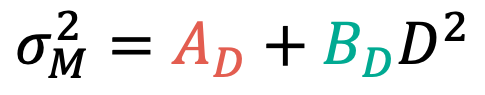 σ_M^2 = A_D + B_D D^2